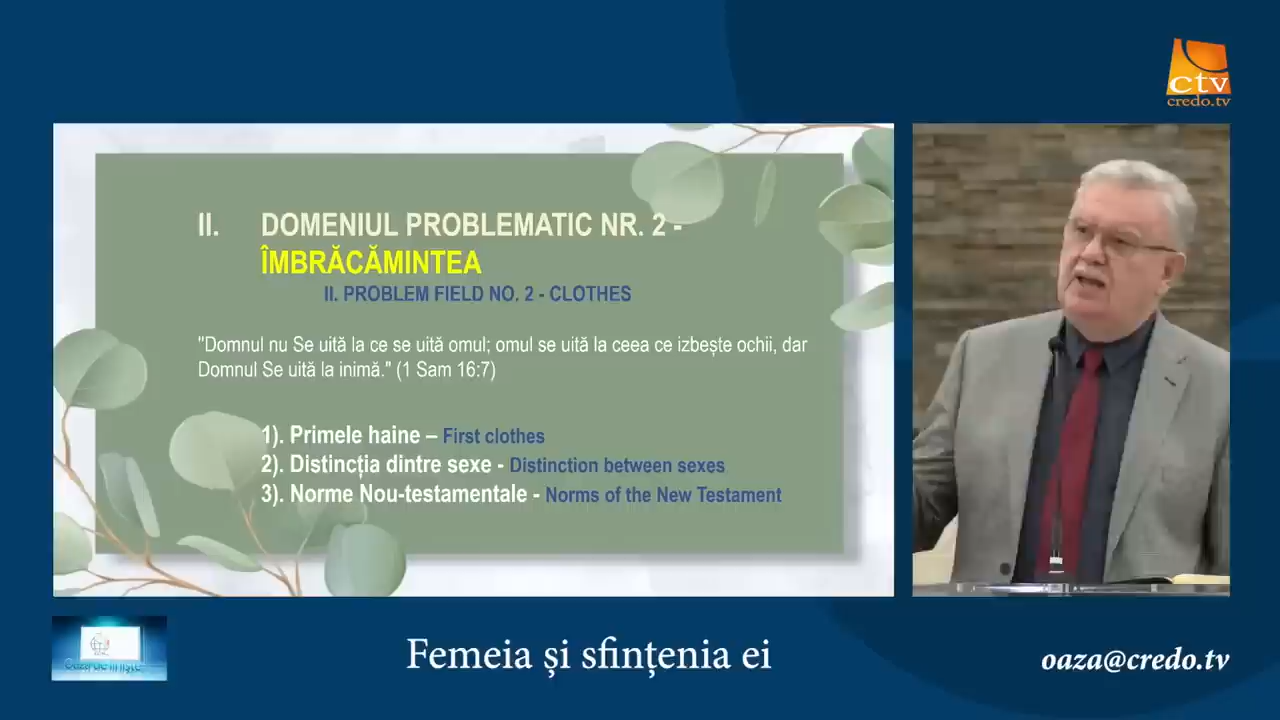 ctv
credo.tv
II. DOMENIUL PROBLEMATIC NR. 2 -
ÎMBRĂCĂMINTEA
II. PROBLEM FIELD NO. 2 - CLOTHES
"Domnul nu Se uită la ce se uită omul; omul se uită la ceea ce izbește ochii, dar
Domnul Se uită la inimă." (1 Sam 16:7)
1). Primele haine – First clothes
2). Distincția dintre sexe - Distinction between sexes
3). Norme Nou-testamentale - Norms of the New Testament
Femeia și sfințenia ei
oaza@credo.tv